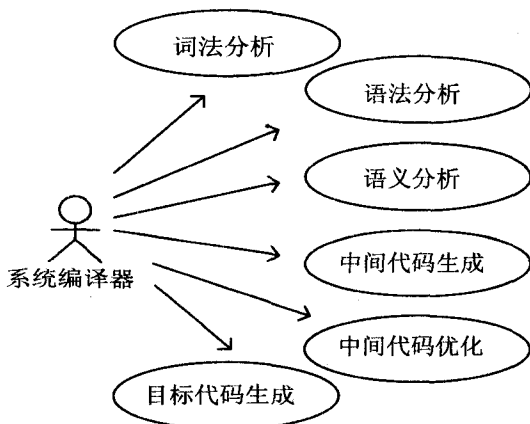 词法分析
语法分析
语义分析
系统编译器
中间代码生成
中间代码优化
目标代码生成